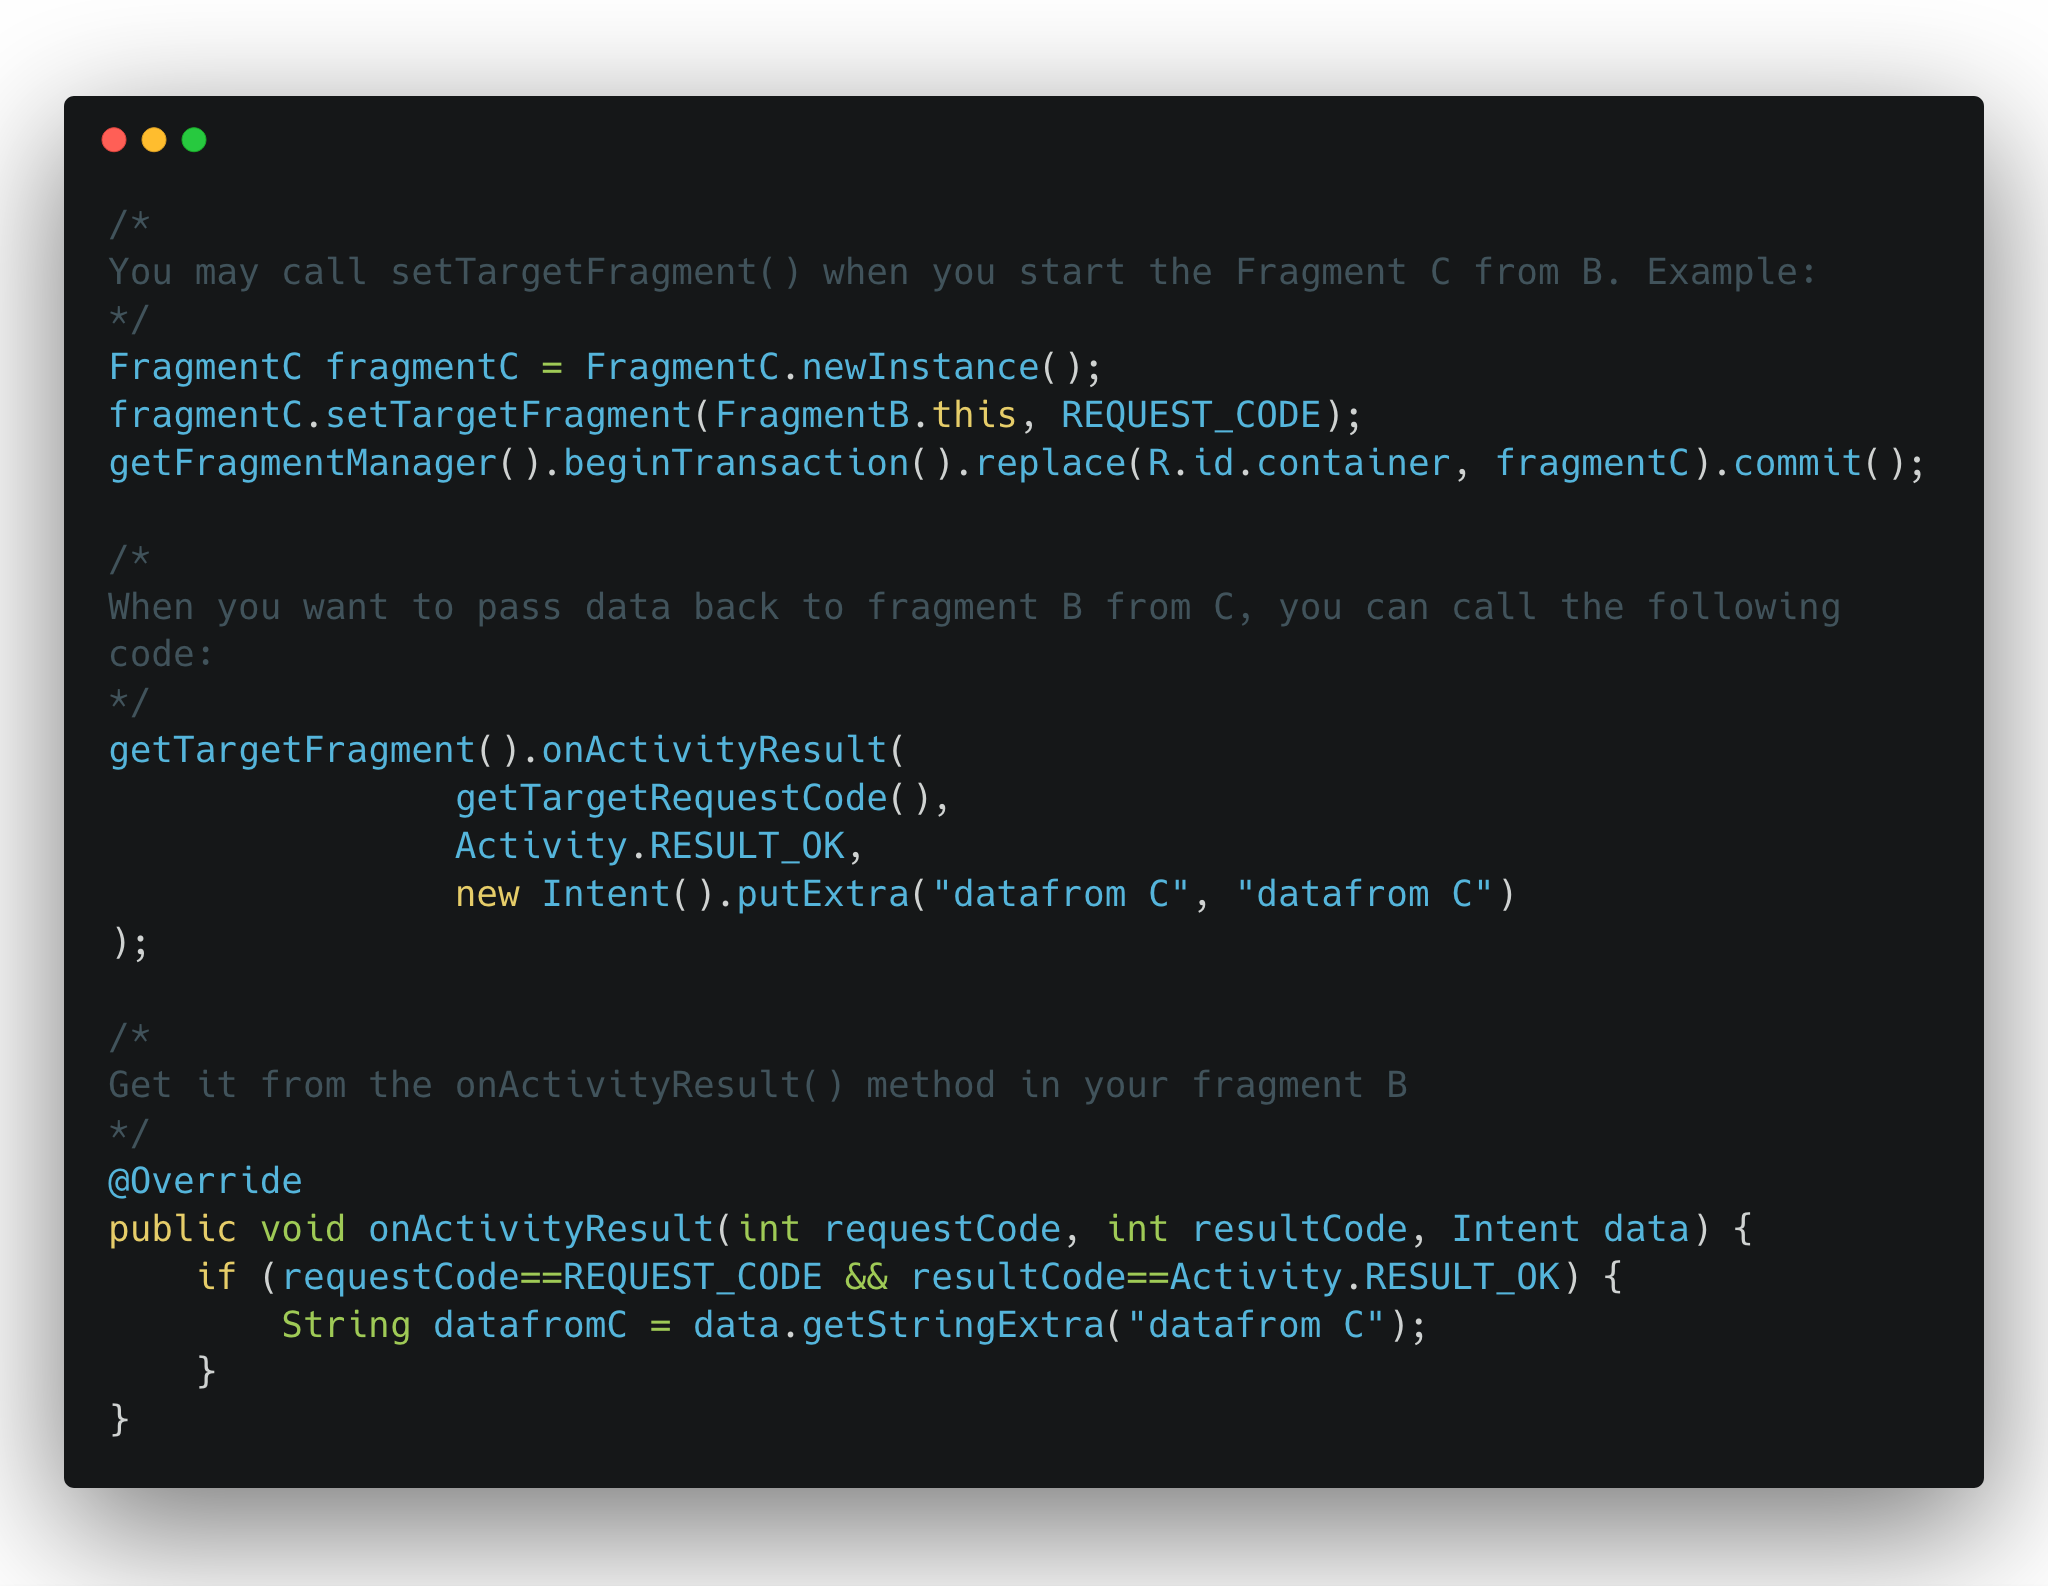 /*
You may call setTargetFragment() when you start the Fragment C from B. Example:
*/
FragmentC fragmentC = FragmentC.newInstance();
fragmentC.setTargetFragment(FragmentB.this, REQUEST_CODE);
getFragmentManager().beginTransaction().replace(R.id.container, fragmentC).commit();

/*
When you want to pass data back to fragment B from C, you can call the following
code:
*/
getTargetFragment().onActivityResult(
                getTargetRequestCode(),
                Activity.RESULT_OK,
                new Intent().putExtra("datafrom C", "datafrom C")
);

/*
Get it from the onActivityResult() method in your fragment B
*/
@Override
public void onActivityResult(int requestCode, int resultCode, Intent data) {
    if (requestCode==REQUEST_CODE && resultCode==Activity.RESULT_OK) {
        String datafromC = data.getStringExtra("datafrom C");
    }
}